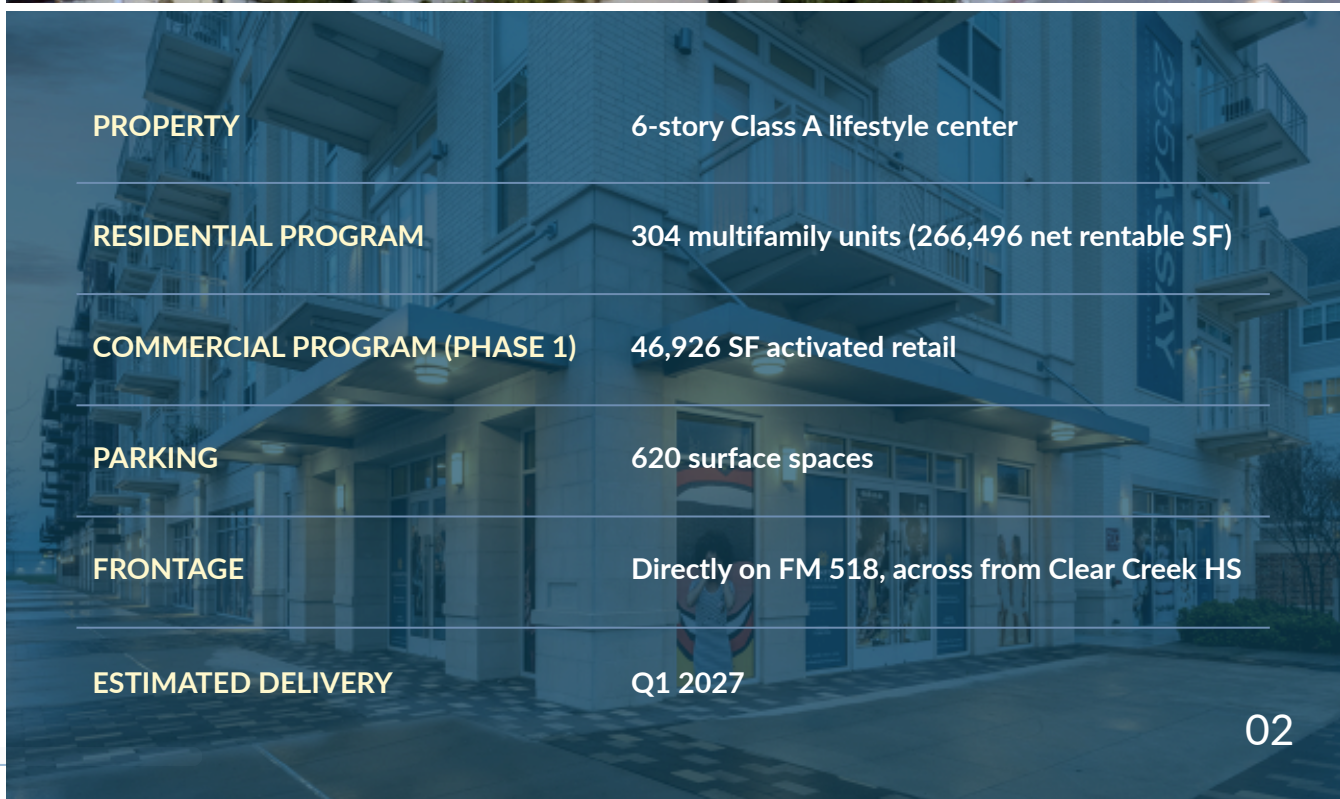 PROPERTY 6-story Class A lifestyle center
RESIDENTIAL PROGRAM 304 multifamily units (266,496 net rentable SF)
COMMERCIAL PROGRAM (PHASE 1) 46,926 SF activated retail
PARKING 620 surface spaces
FRONTAGE Directly on FM 518, across from Clear Creek HS
ESTIMATED DELIVERY Q1 2027
02
255 ASSAY